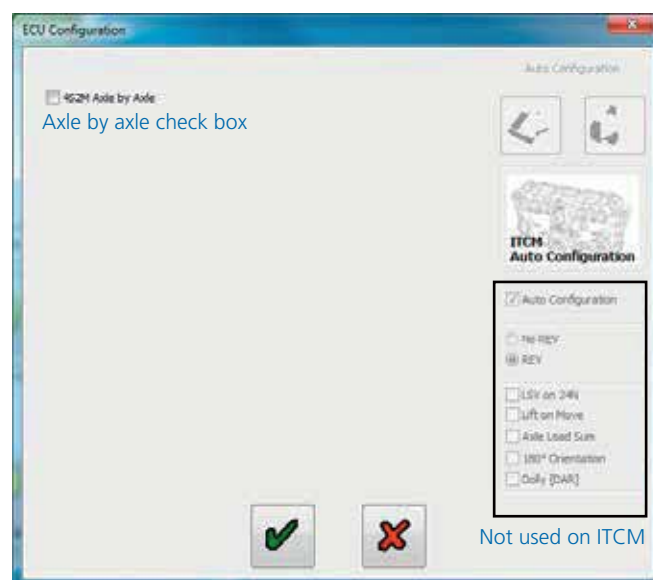 ECU Configuration
Auto Configuration
4S2M Axle by Axle
Axle by axle check box
ITCM
Auto Configuration
Auto Configuration
No REV
REV
LSV on 24N
Lift on Move
Axle Load Sum
180° Orientation
Dolly [DAR]
Not used on ITCM